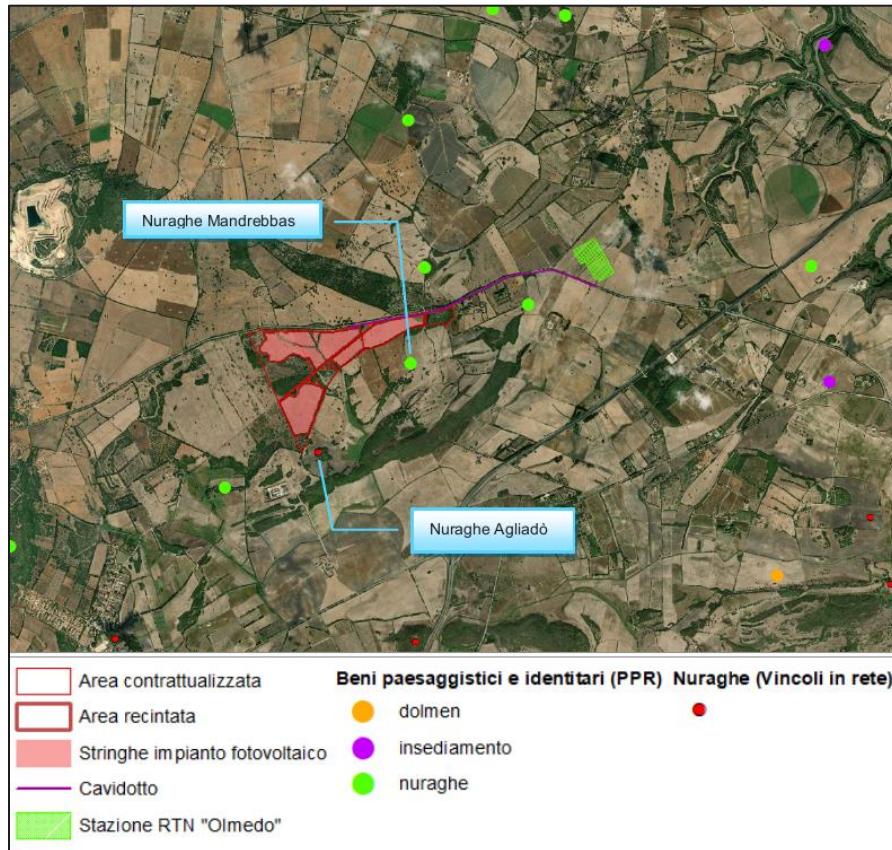 Nuraghe Mandrebbas
Nuraghe Agliadò
Area contrattualizzata
Area recintata
Stringhe impianto fotovoltaico
Cavidotto
Stazione RTN "Olmedo"
Beni paesaggistici e identitari (PPR)
dolmen
insediamento
nuraghe
Nuraghe (Vincoli in rete)